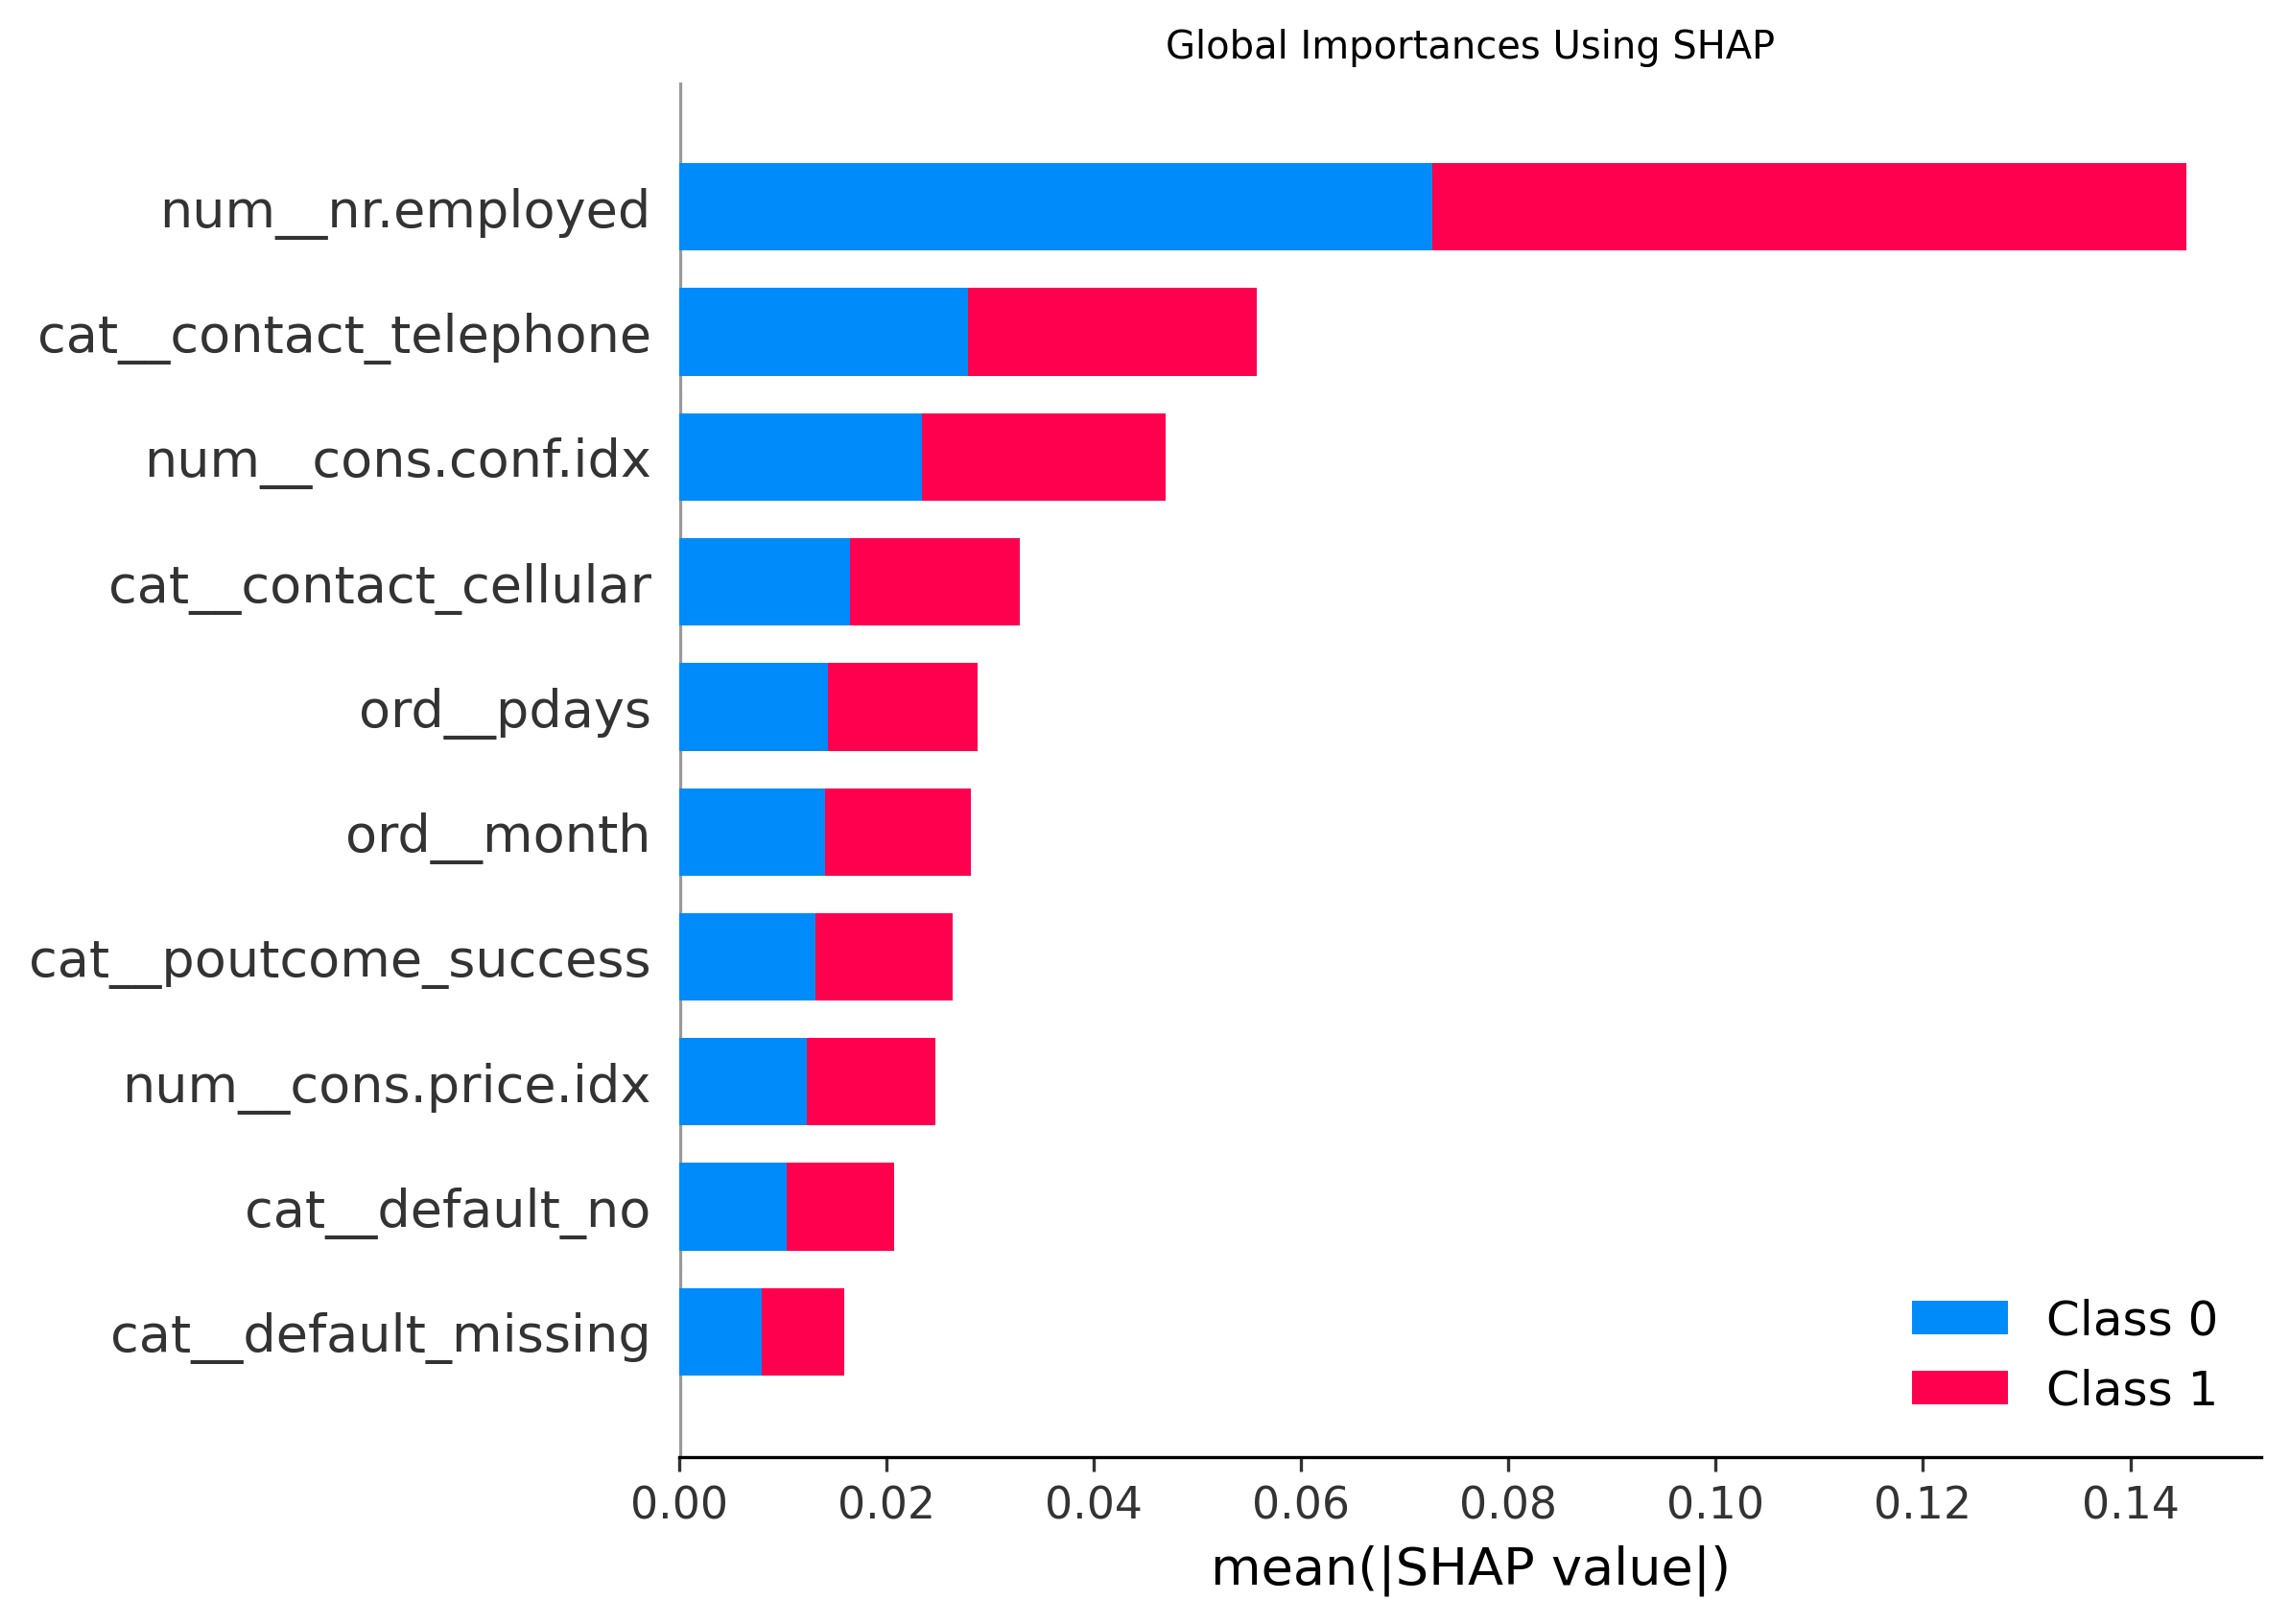 Global Importances Using SHAP
num__nr.employed
cat__contact_telephone
num__cons.conf.idx
cat__contact_cellular
ord__pdays
ord__month
cat__poutcome_success
num__cons.price.idx
cat__default_no
cat__default_missing
Class 0
Class 1
0.00 0.02 0.04 0.06 0.08 0.10 0.12 0.14
mean(|SHAP value|)